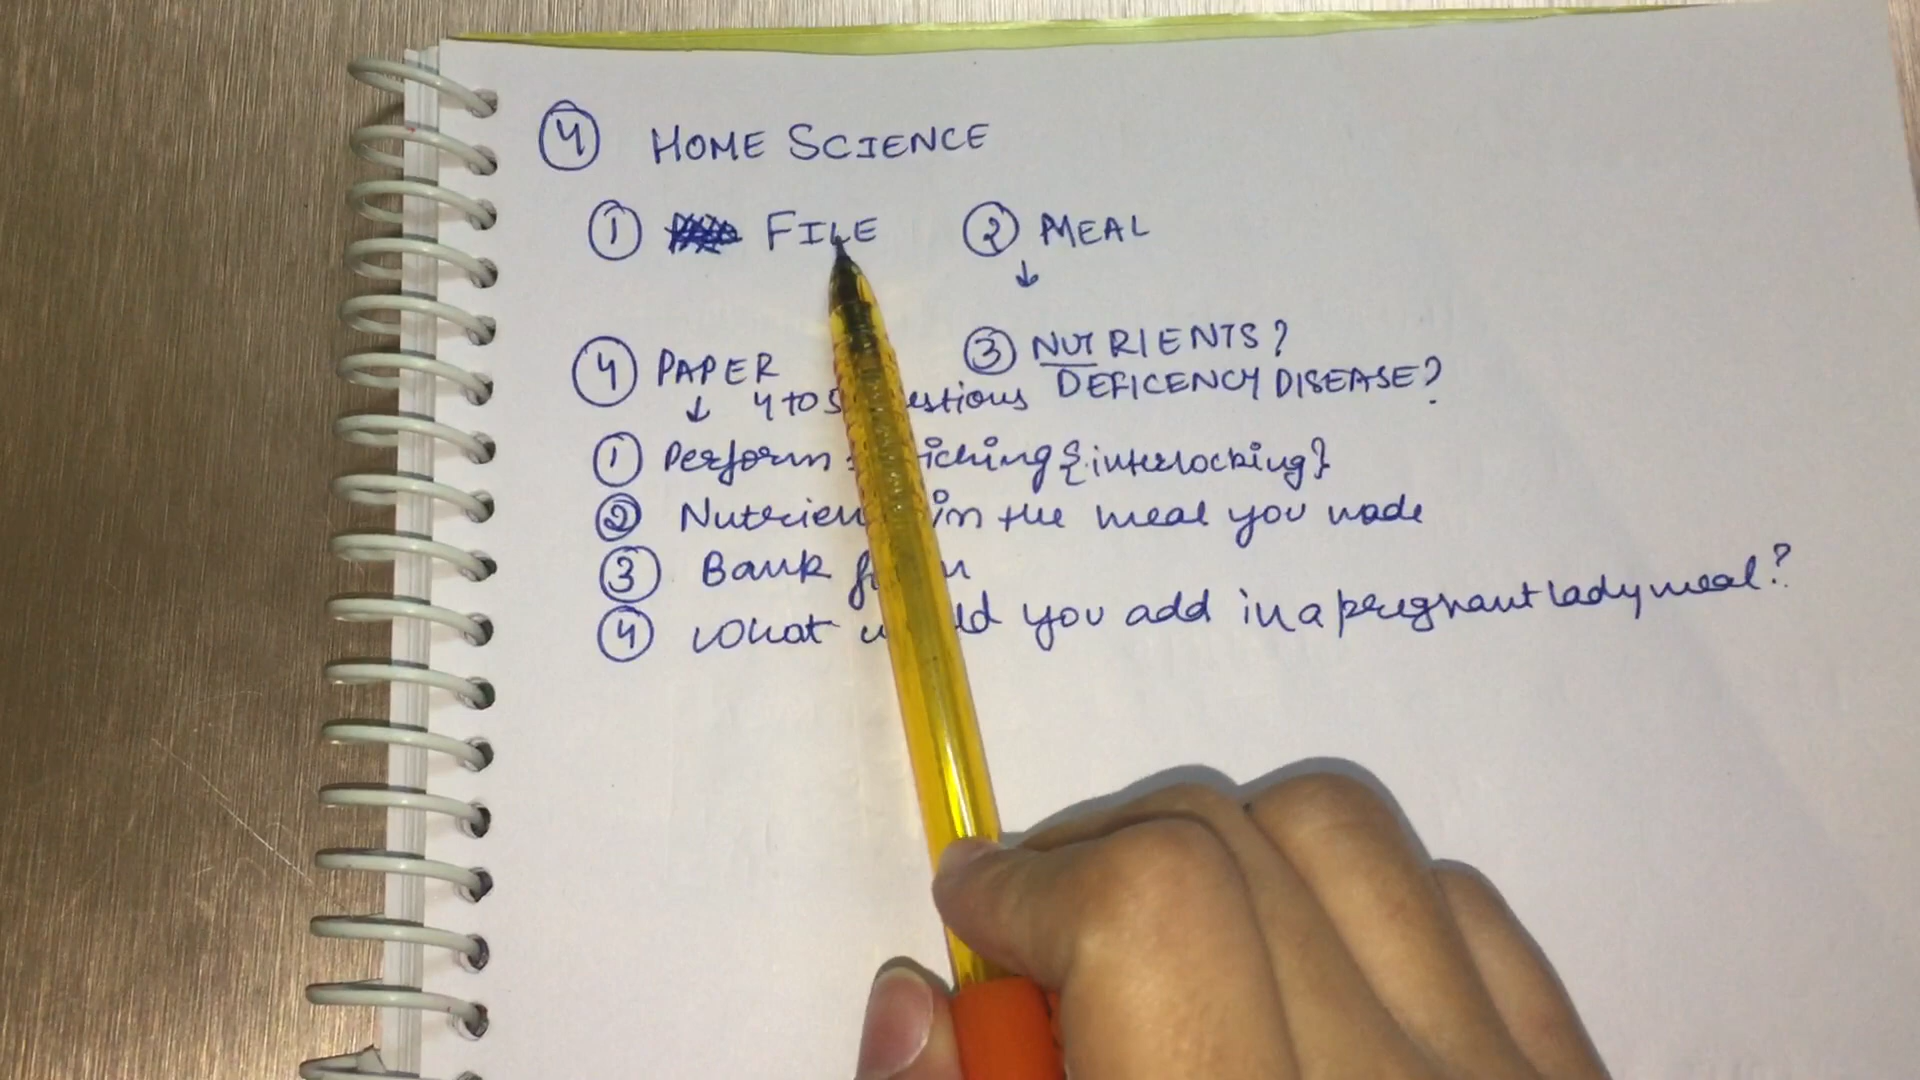 4 HOME SCIENCE
1 FILE 2 MEAL
↓
3 NUTRIENTS?
4 PAPER DEFICENCY DISEASE?
↓ 4 to 5
1 Perform {interlocking}
2 in the meal you made
3 Bank
4 What you add in a pregnant lady meal?